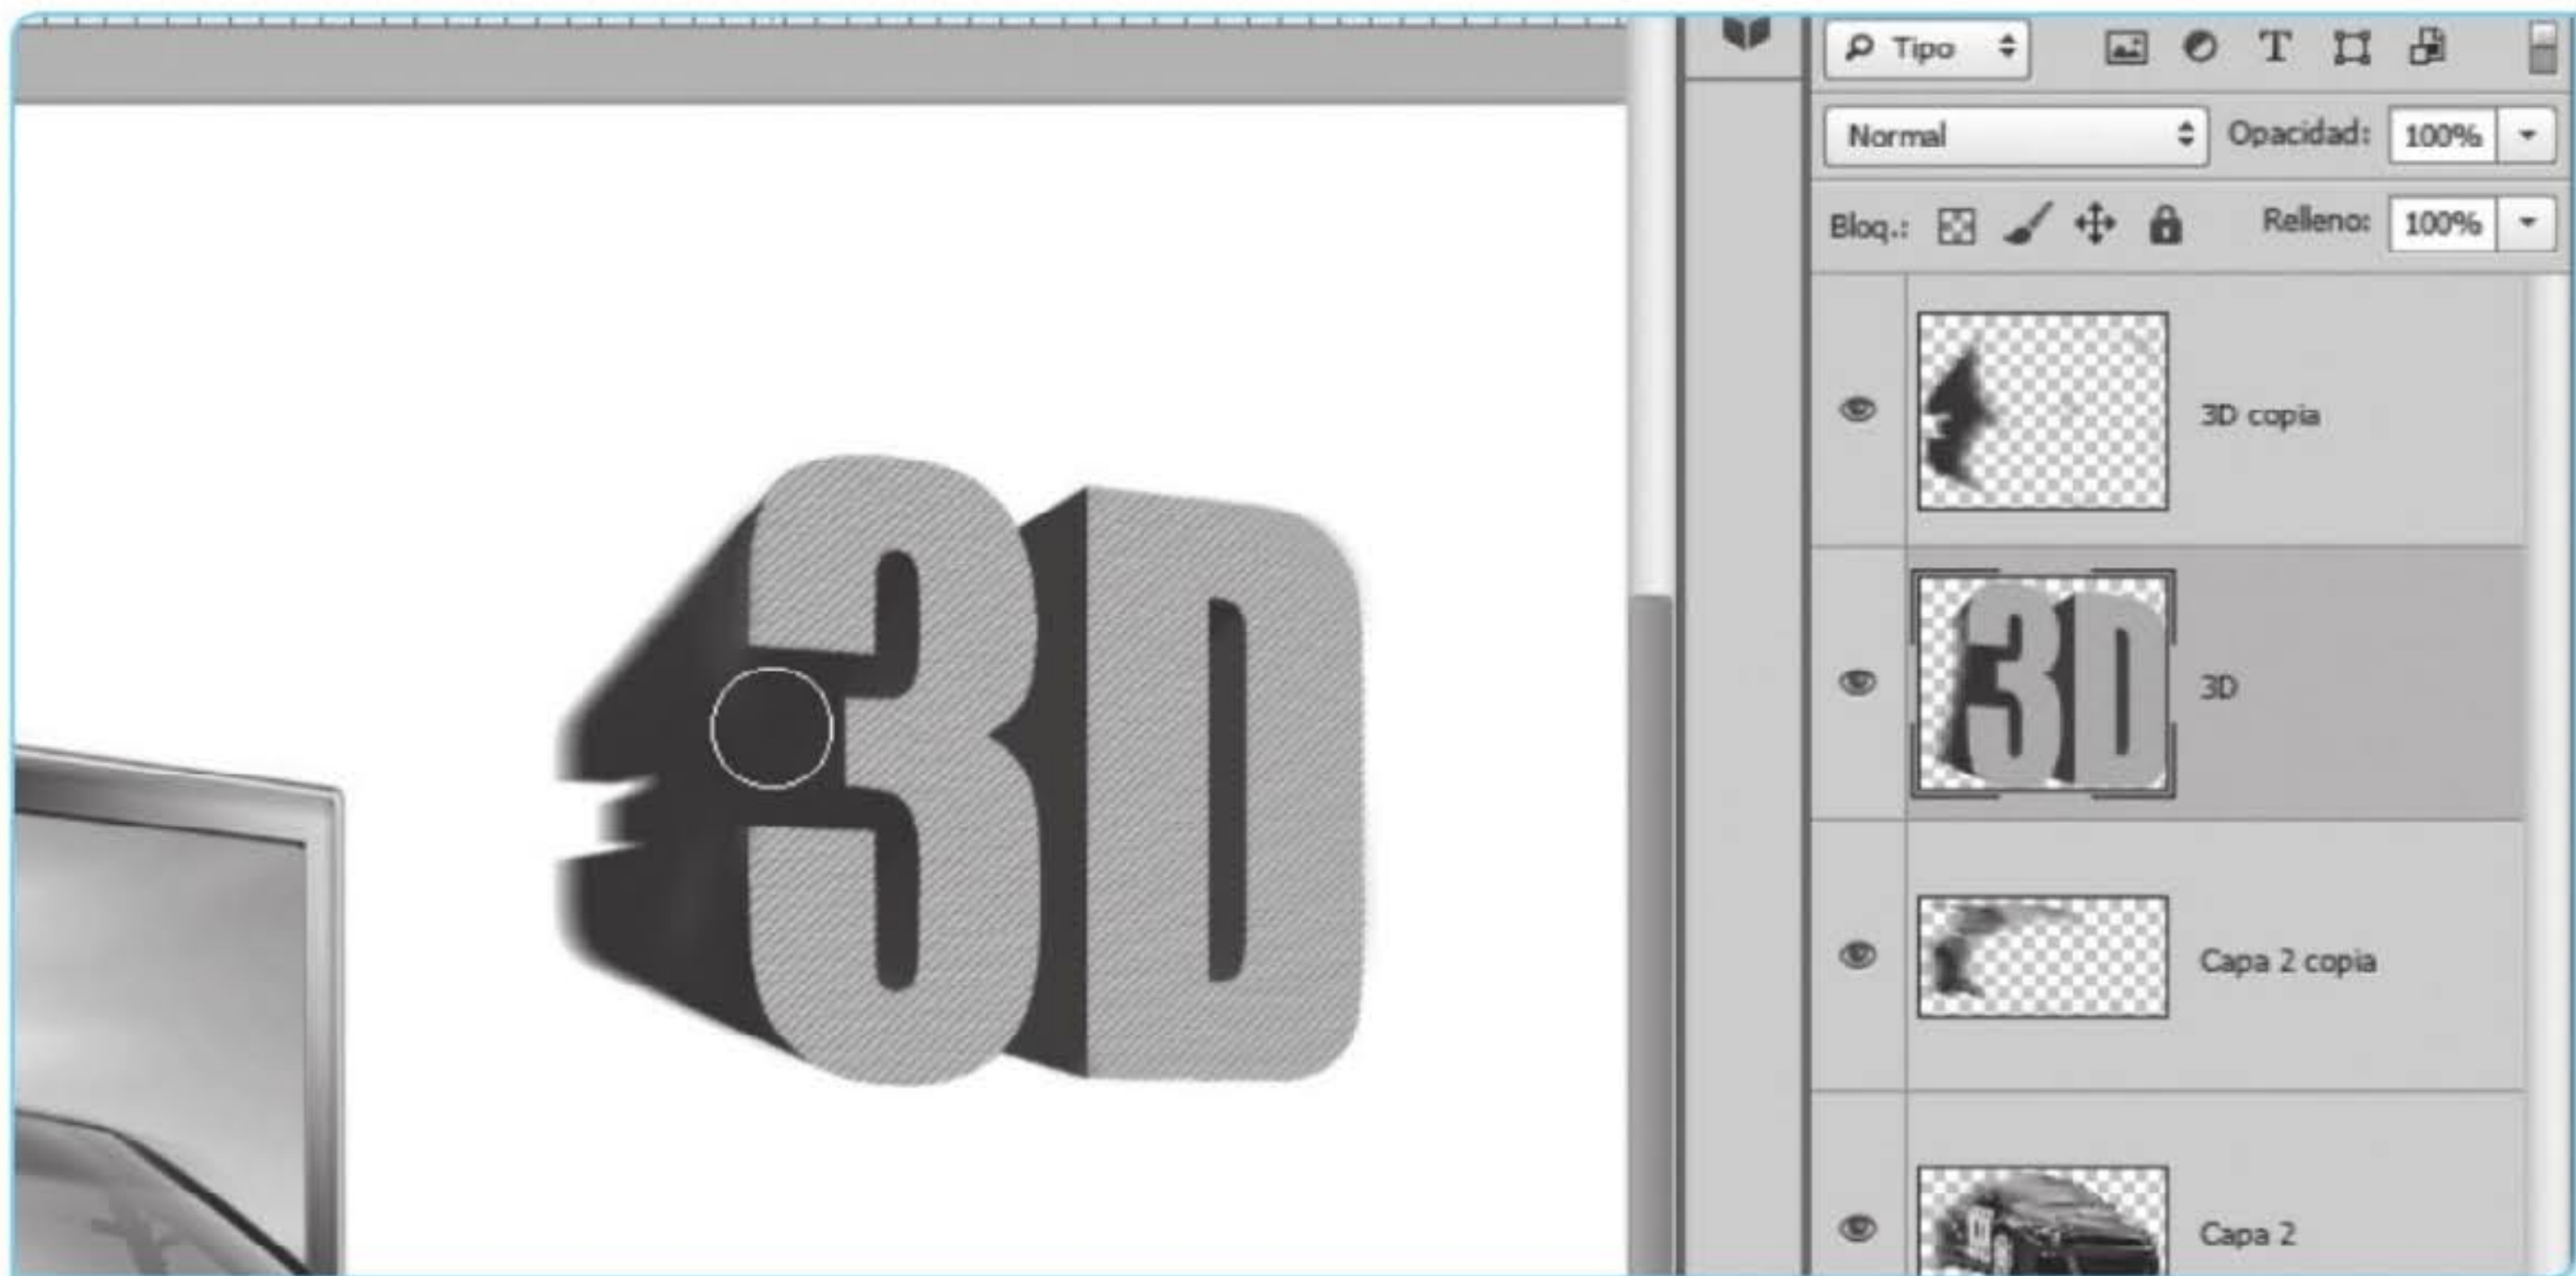 Tipo
Normal Opacidad: 100%
Bloq.: Relleno: 100%
3D copia
3D
3D
Capa 2 copia
Capa 2